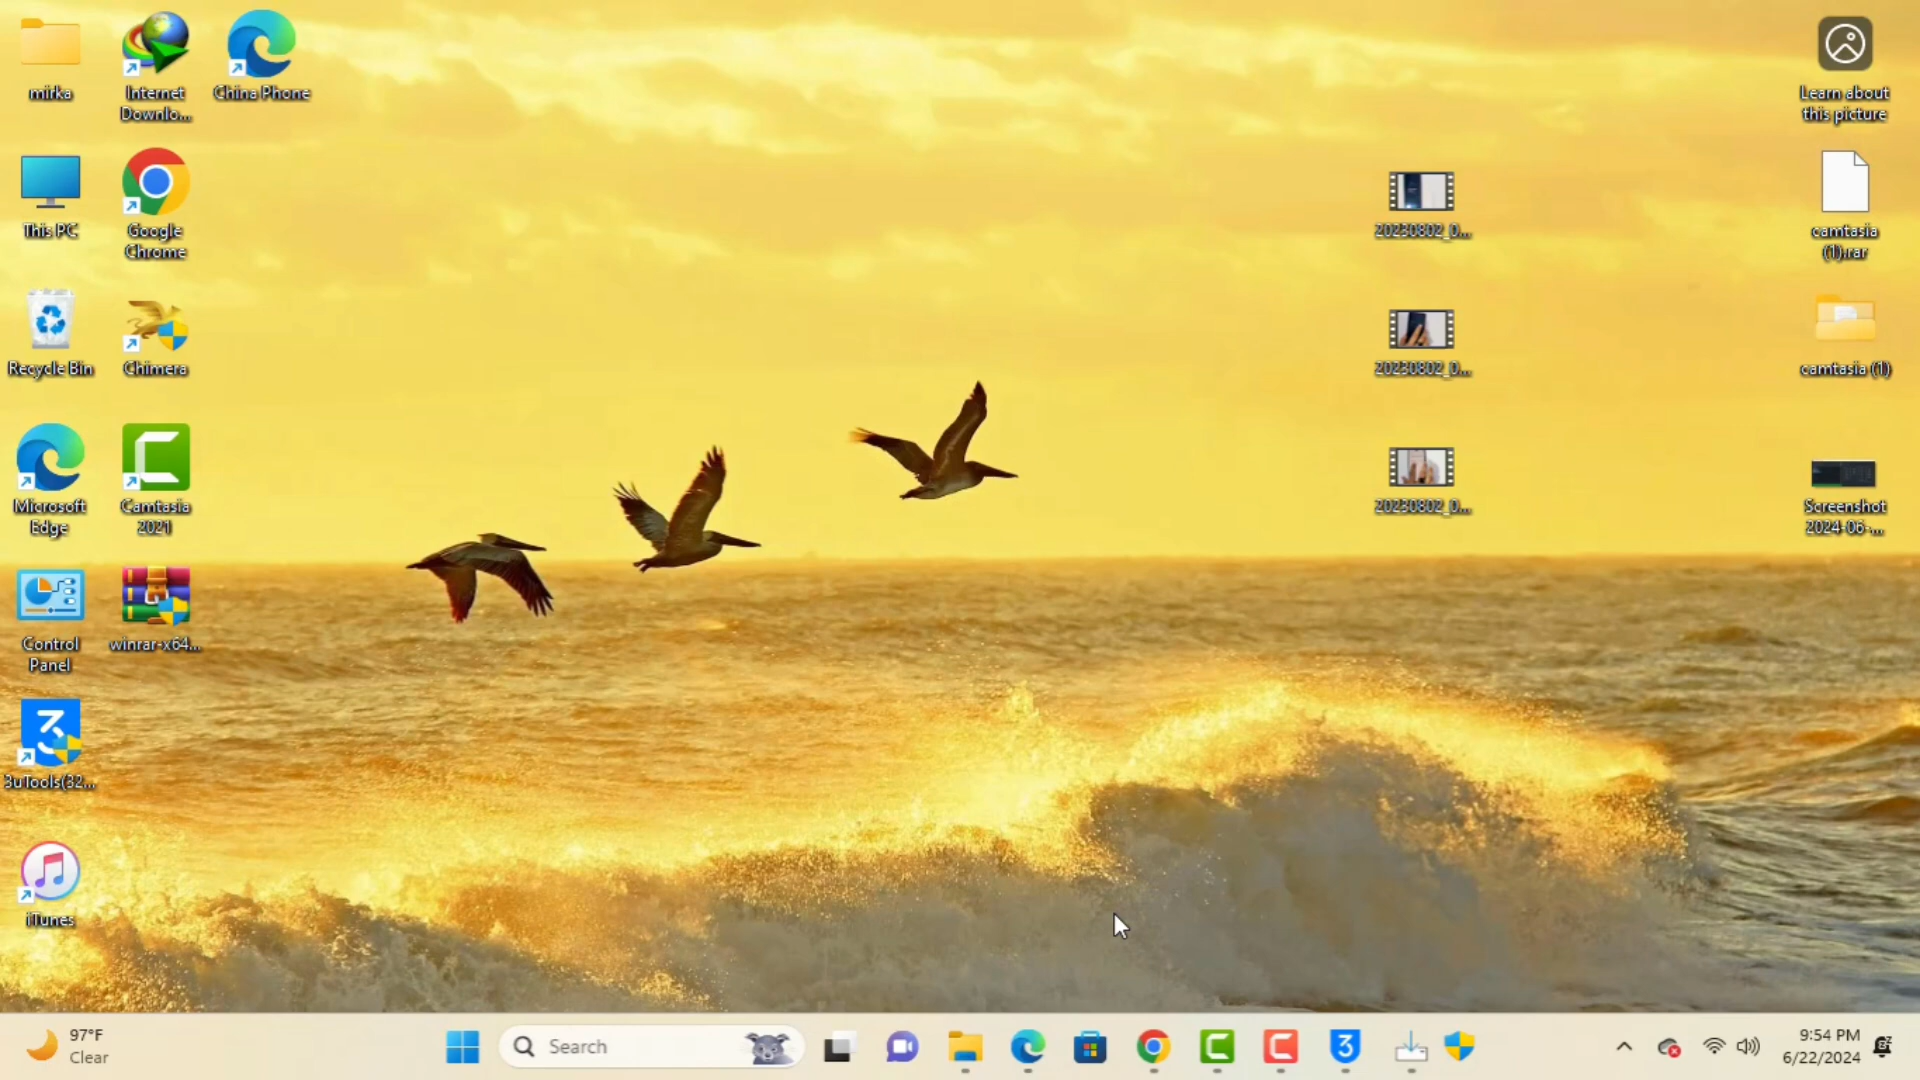 mirka
Internet
Downlo...
China Phone
Learn about
this picture
This PC
Google
Chrome
20230802_0...
camtasia
(1).rar
Recycle Bin
Chimera
20230802_0...
camtasia (1)
Microsoft
Edge
Camtasia
2021
20230802_0...
Screenshot
2024-06-...
Control
Panel
winrar-x64...
3uTools(32...
iTunes
97°F
Clear
Search
9:54 PM
6/22/2024